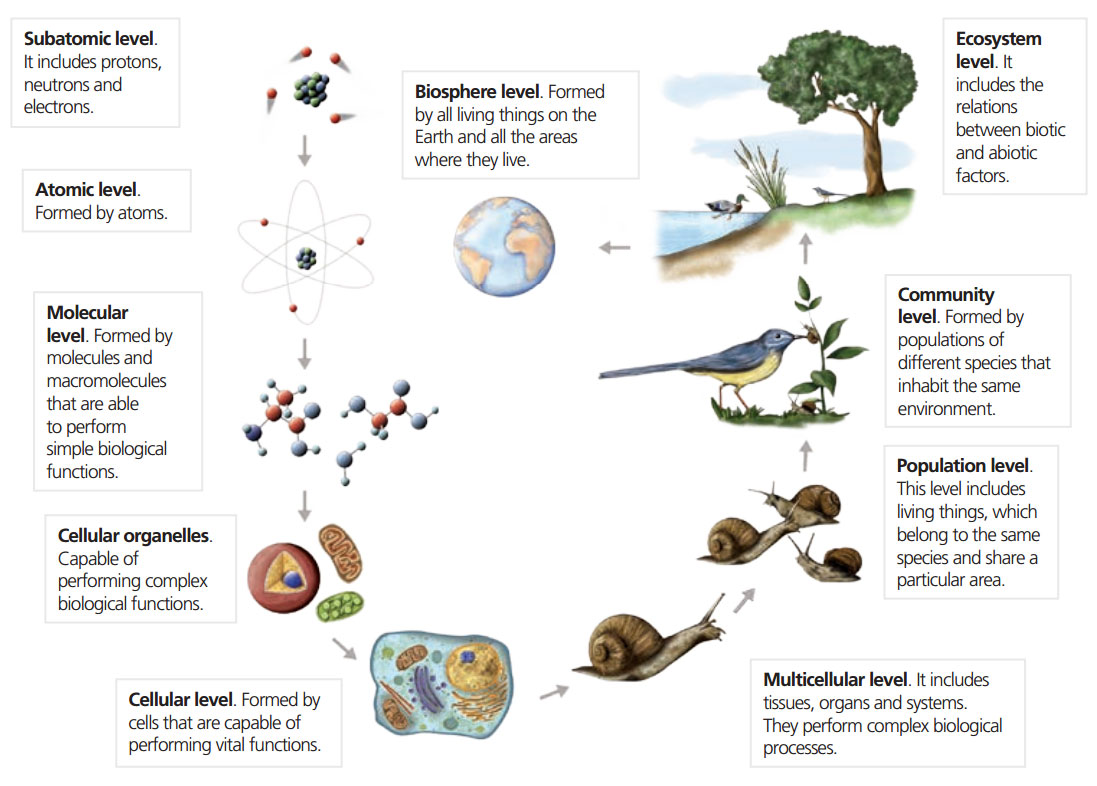 Subatomic level.
It includes protons,
neutrons and
electrons.
Atomic level.
Formed by atoms.
Molecular
level. Formed by
molecules and
macromolecules
that are able
to perform
simple biological
functions.
Cellular organelles.
Capable of
performing complex
biological functions.
Cellular level. Formed by
cells that are capable of
performing vital functions.
Multicellular level. It includes
tissues, organs and systems.
They perform complex biological
processes.
Population level.
This level includes
living things, which
belong to the same
species and share a
particular area.
Community
level. Formed by
populations of
different species that
inhabit the same
environment.
Ecosystem
level. It
includes the
relations
between biotic
and abiotic
factors.
Biosphere level. Formed
by all living things on the
Earth and all the areas
where they live.